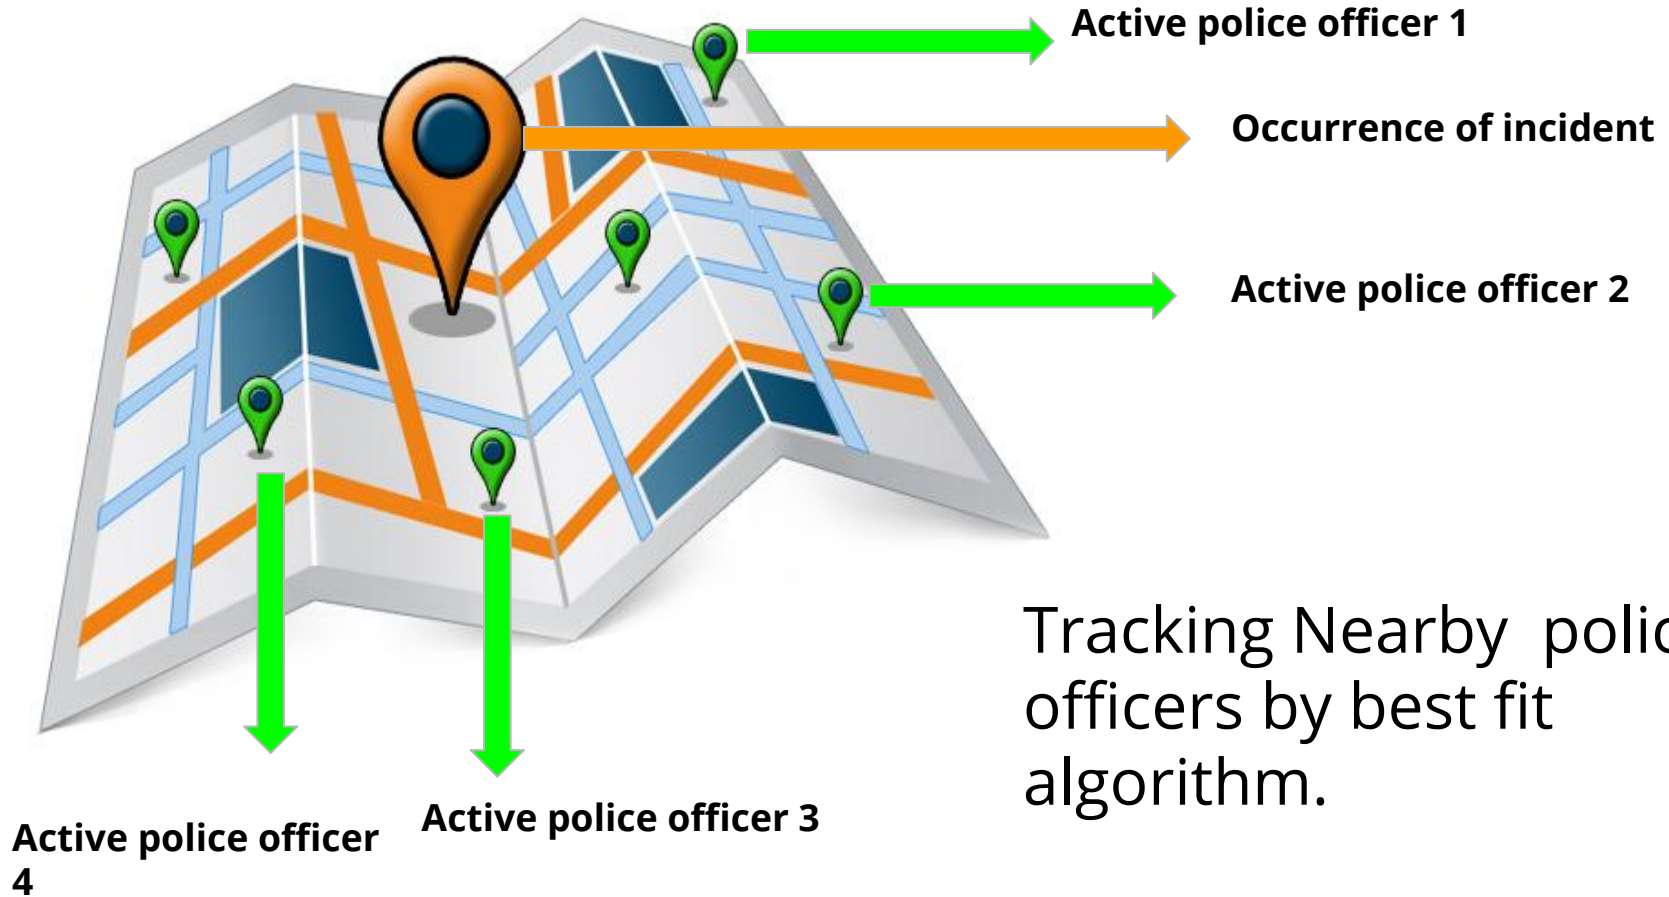 Active police officer 1
Occurrence of incident
Active police officer 2
Tracking Nearby  polic
officers by best fit
algorithm.
Active police officer 3
Active police officer
4